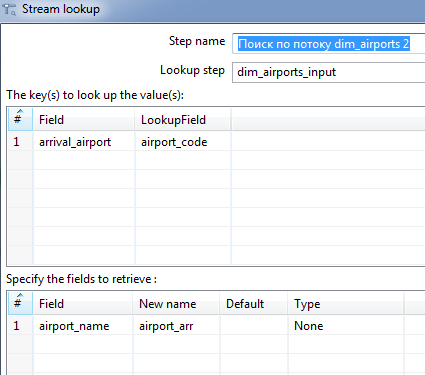 Stream lookup
Step name Поиск по потоку dim_airports 2
Lookup step dim_airports_input
The key(s) to look up the value(s):
# Field LookupField
1 arrival_airport airport_code
Specify the fields to retrieve :
# Field New name Default Type
1 airport_name airport_arr None